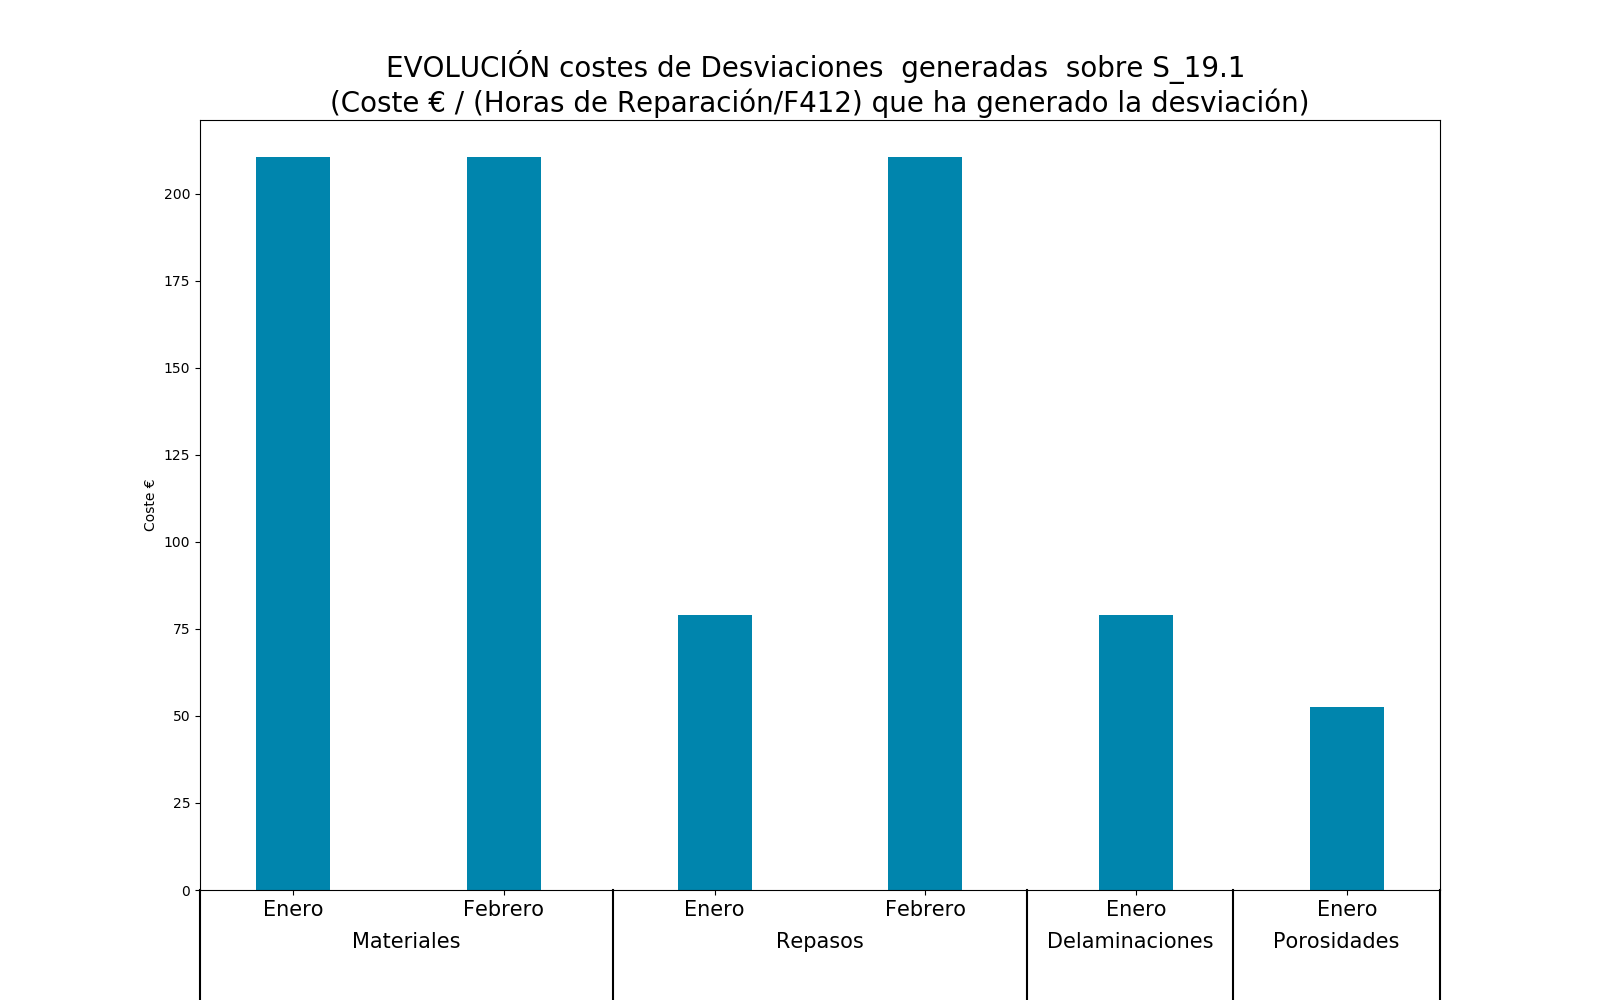 EVOLUCIÓN costes de Desviaciones  generadas  sobre S_19.1
(Coste € / (Horas de Reparación/F412) que ha generado la desviación)
200
175
150
125
100
75
50
25
0
Coste €
Enero Febrero Enero Febrero Enero Enero
Materiales Repasos Delaminaciones Porosidades